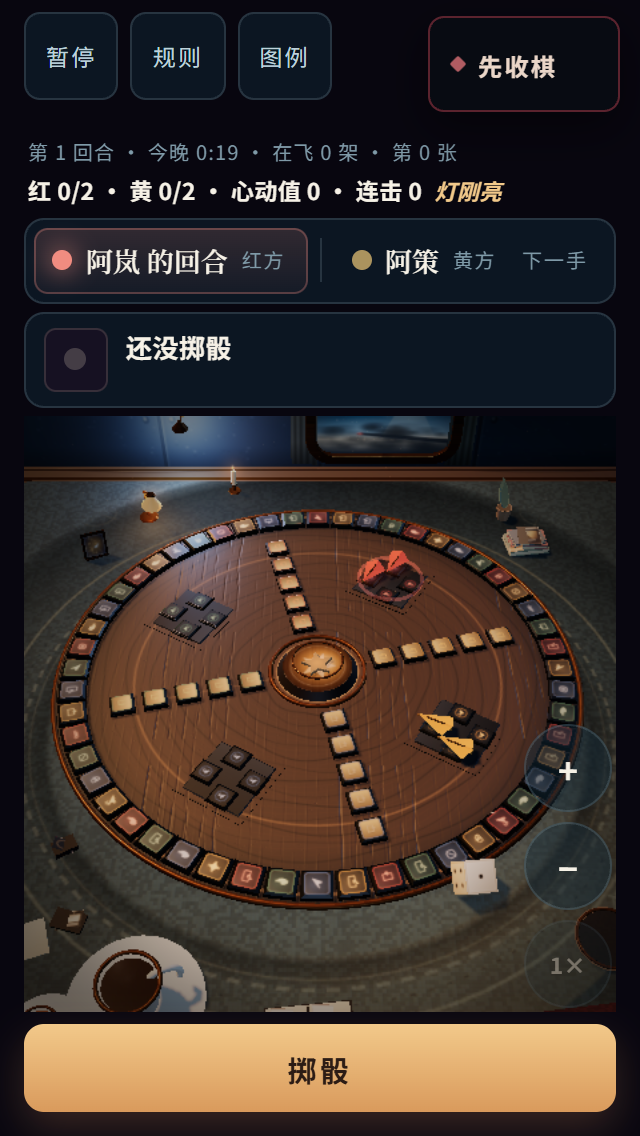 暂停 规则 图例 先收棋
第 1 回合 · 今晚 0:19 · 在飞 0 架 · 第 0 张
红 0/2 · 黄 0/2 · 心动值 0 · 连击 0 灯刚亮
阿岚 的回合 红方 阿策 黄方 下一手
还没掷骰
+
−
1×
掷骰